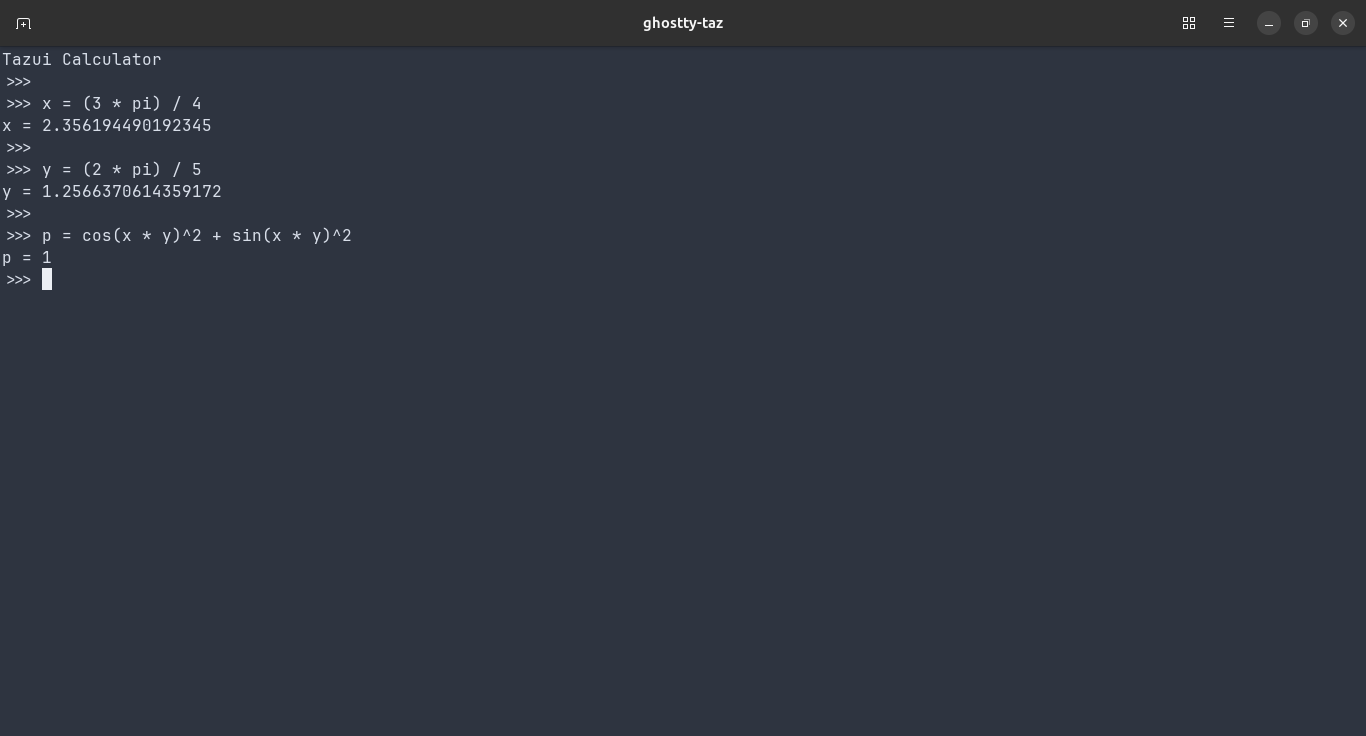 ghostty-taz
Tazui Calculator
>>>
>>> x = (3 * pi) / 4
x = 2.356194490192345
>>>
>>> y = (2 * pi) / 5
y = 1.2566370614359172
>>>
>>> p = cos(x * y)^2 + sin(x * y)^2
p = 1
>>>